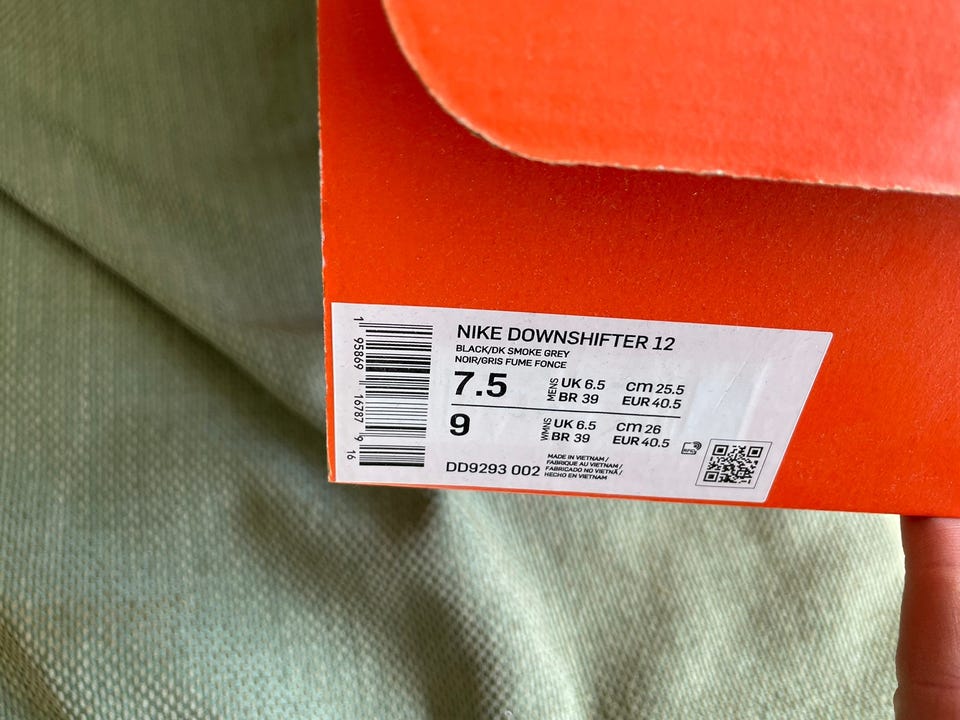 NIKE DOWNSHIFTER 12
BLACK/DK SMOKE GREY
NOIR/GRIS FUME FONCE
7.5 MENS UK 6.5 cm 25.5
BR 39 EUR 40.5
9 WMNS UK 6.5 cm 26
BR 39 EUR 40.5
DD9293 002
MADE IN VIETNAM /
FABRIQUE AU VIETNAM /
FABRICADO NO VIETNÃ /
HECHO EN VIETNAM
1 95869 16787 9 16